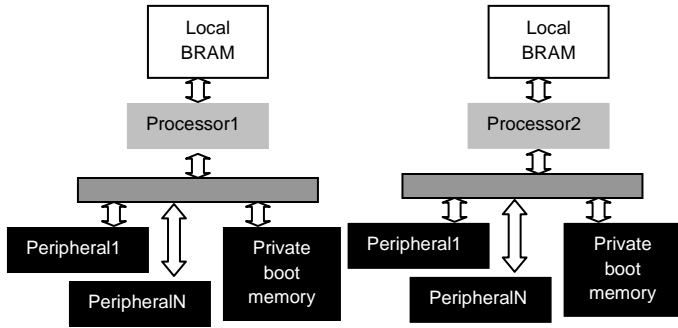 Local
BRAM
Processor1
Peripheral1
PeripheralN
Private
boot
memory
Local
BRAM
Processor2
Peripheral1
PeripheralN
Private
boot
memory